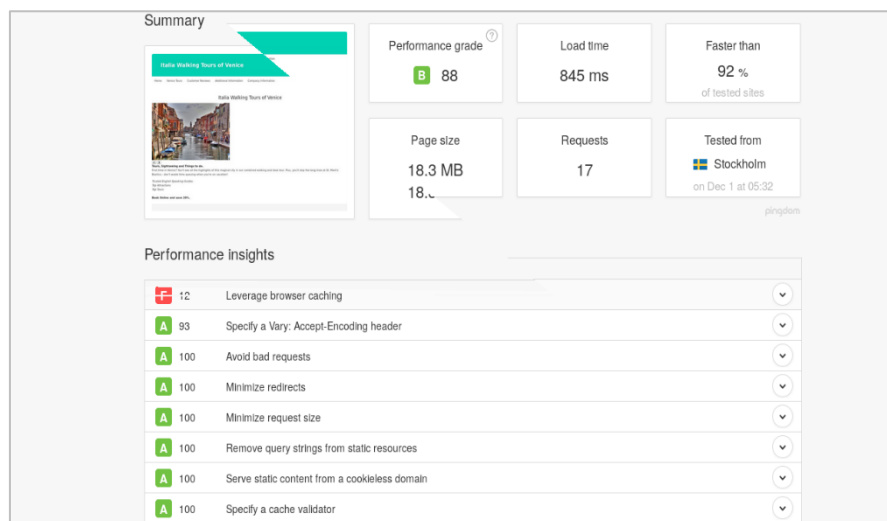 Summary
Italia Walking Tours of Venice
Italia Walking Tours of Venice
Performance grade
?
B 88
Load time
845 ms
Faster than
92 %
of tested sites
Page size
18.3 MB
Requests
17
Tested from
Stockholm
on Dec 1 at 05:32
pingdom
Performance insights
F 12 Leverage browser caching
A 93 Specify a Vary: Accept-Encoding header
A 100 Avoid bad requests
A 100 Minimize redirects
A 100 Minimize request size
A 100 Remove query strings from static resources
A 100 Serve static content from a cookieless domain
A 100 Specify a cache validator